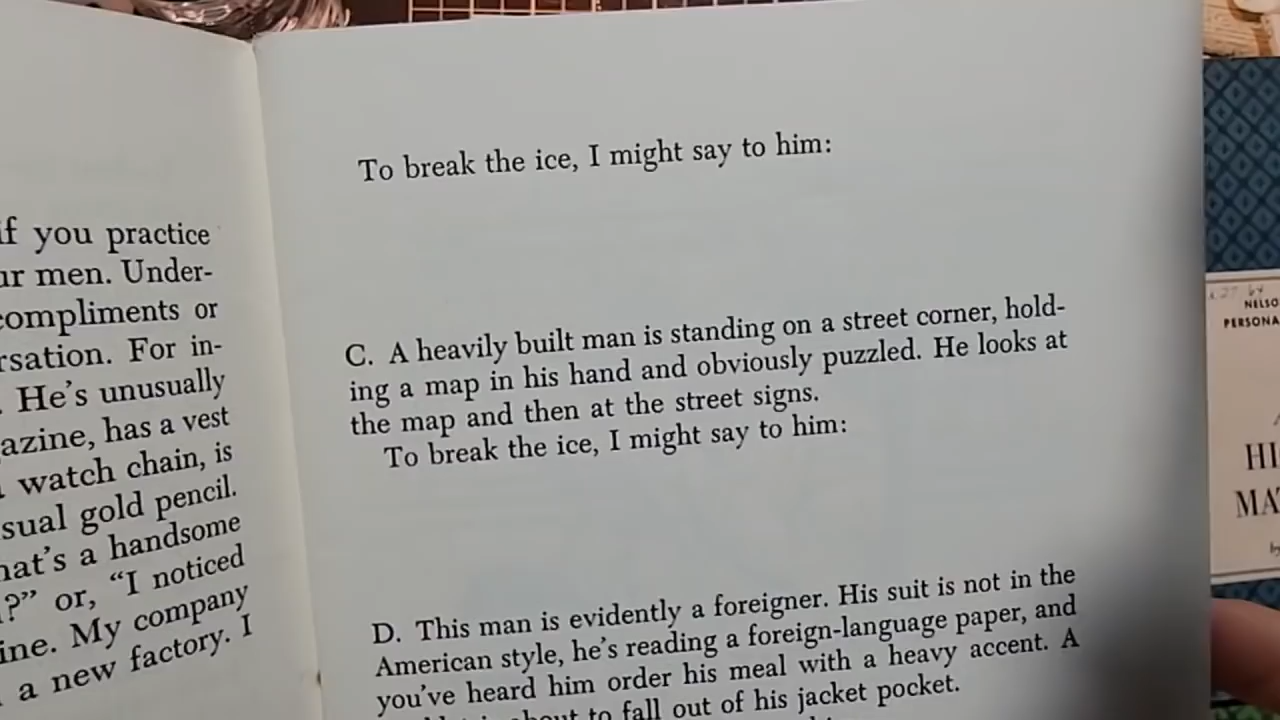 if you practice
ur men. Under-
compliments or
rsation. For in-
. He's unusually
azine, has a vest
watch chain, is
sual gold pencil.
hat's a handsome
?" or, "I noticed
ine. My company
a new factory. I
To break the ice, I might say to him:
C. A heavily built man is standing on a street corner, hold-
ing a map in his hand and obviously puzzled. He looks at
the map and then at the street signs.
To break the ice, I might say to him:
D. This man is evidently a foreigner. His suit is not in the
American style, he's reading a foreign-language paper, and
you've heard him order his meal with a heavy accent. A
about to fall out of his jacket pocket.
NELSO
PERSONA
HI
MAT
by